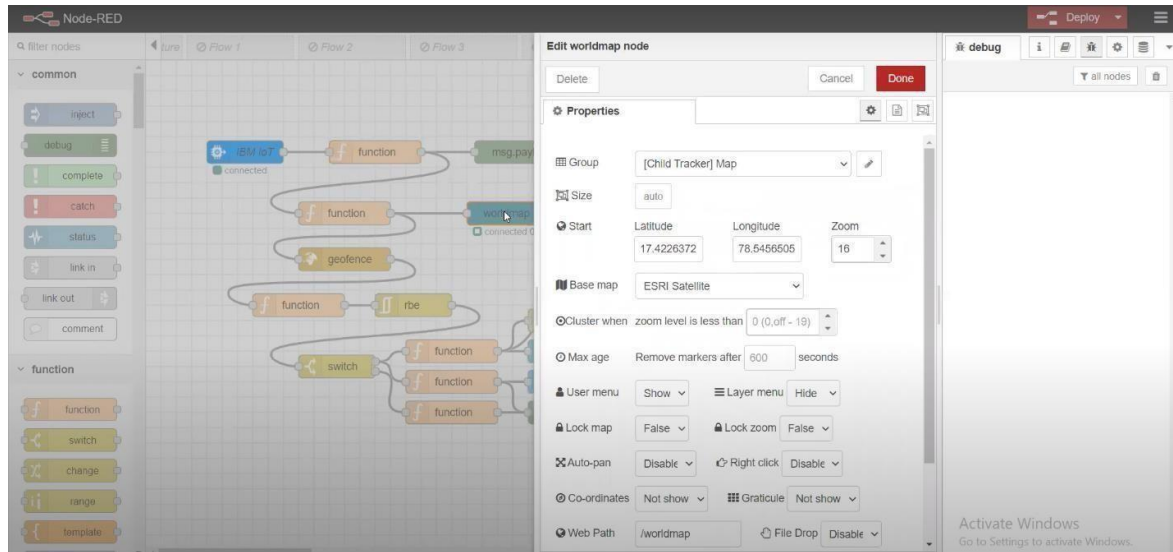 Node-RED
Deploy
filter nodes
Flow 1
Flow 2
Flow 3
common
inject
debug
complete
catch
status
link in
link out
comment
function
function
switch
change
range
template
IBM IoT
connected
function
msg.payl
function
worldmap
connected 0
geofence
function
rbe
switch
function
function
function
Edit worldmap node
Delete
Cancel
Done
Properties
Group
[Child Tracker] Map
Size
auto
Start
Latitude
Longitude
Zoom
17.4226372
78.5456505
16
Base map
ESRI Satellite
Cluster when zoom level is less than 0 (0,off - 19)
Max age Remove markers after 600 seconds
User menu Show Layer menu Hide
Lock map False Lock zoom False
Auto-pan Disable Right click Disable
Co-ordinates Not show Graticule Not show
Web Path /worldmap File Drop Disable
debug
i
all nodes
Activate Windows
Go to Settings to activate Windows.